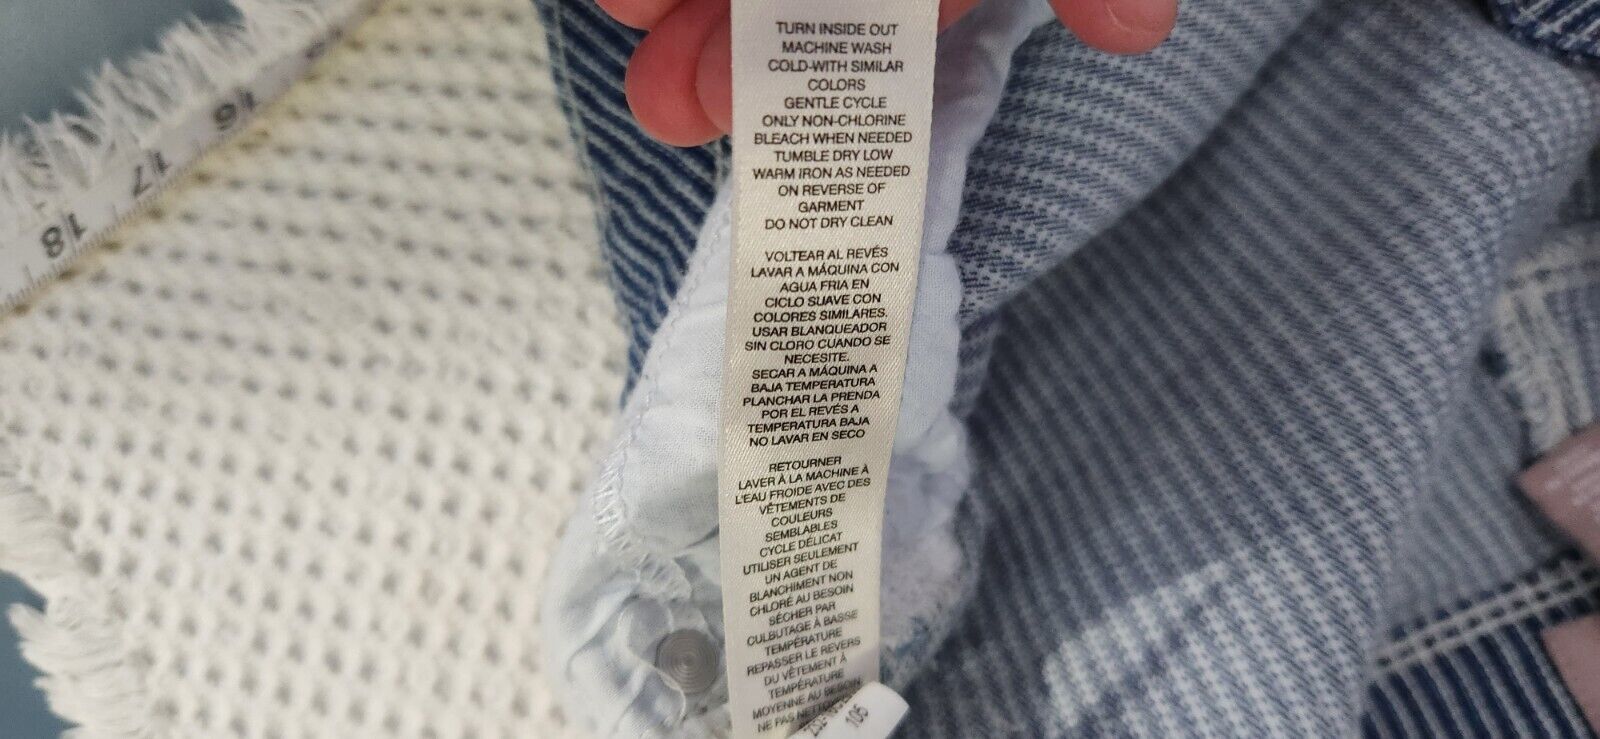 TURN INSIDE OUT
MACHINE WASH
COLD-WITH SIMILAR
COLORS
GENTLE CYCLE
ONLY NON-CHLORINE
BLEACH WHEN NEEDED
TUMBLE DRY LOW
WARM IRON AS NEEDED
ON REVERSE OF
GARMENT
DO NOT DRY CLEAN
VOLTEAR AL REVÉS
LAVAR A MÁQUINA CON
AGUA FRIA EN
CICLO SUAVE CON
COLORES SIMILARES.
USAR BLANQUEADOR
SIN CLORO CUANDO SE
NECESITE.
SECAR A MÁQUINA A
BAJA TEMPERATURA
PLANCHAR LA PRENDA
POR EL REVÉS A
TEMPERATURA BAJA
NO LAVAR EN SECO
RETOURNER
LAVER À LA MACHINE À
L'EAU FROIDE AVEC DES
VÊTEMENTS DE
COULEURS
SEMBLABLES
CYCLE DÉLICAT
UTILISER SEULEMENT
UN AGENT DE
BLANCHIMENT NON
CHLORÉ AU BESOIN
SÉCHER PAR
CULBUTAGE À BASSE
TEMPÉRATURE
REPASSER LE REVERS
DU VÊTEMENT À
TEMPÉRATURE
MOYENNE AU BESOIN
NE PAS
105
16
17
18